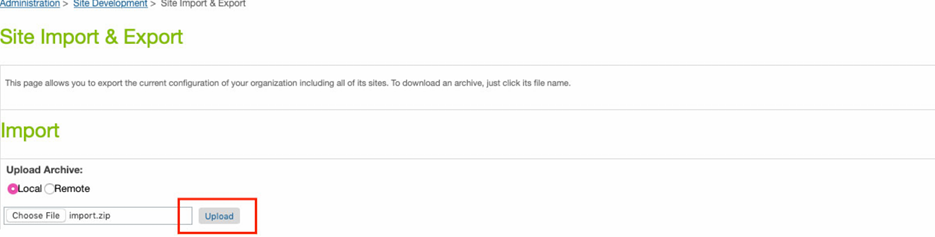 Administration > Site Development > Site Import & Export
Site Import & Export
This page allows you to export the current configuration of your organization including all of its sites. To download an archive, just click its file name.
Import
Upload Archive:
Local Remote
Choose File import.zip Upload